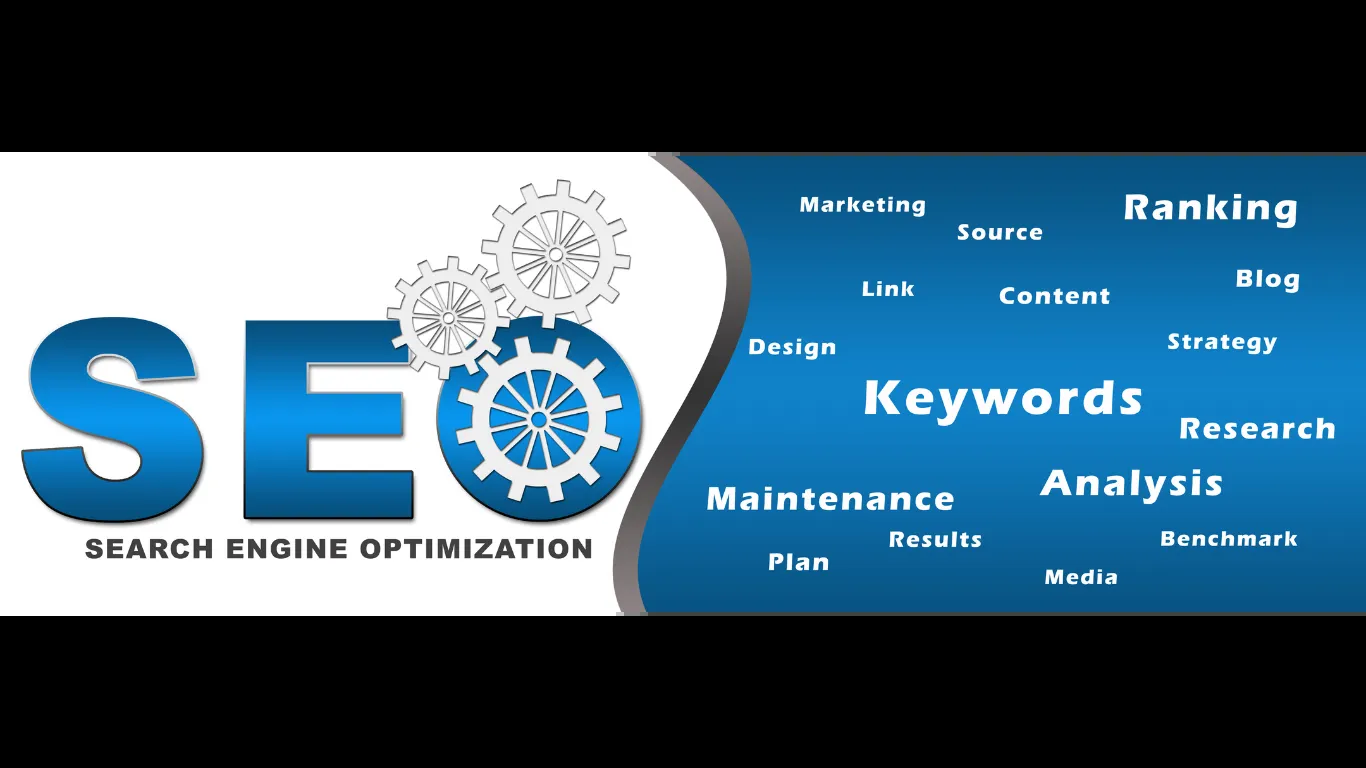 SEO
SEARCH ENGINE OPTIMIZATION
Marketing
Ranking
Source
Link
Content
Blog
Design
Strategy
Keywords
Research
Analysis
Maintenance
Results
Benchmark
Plan
Media